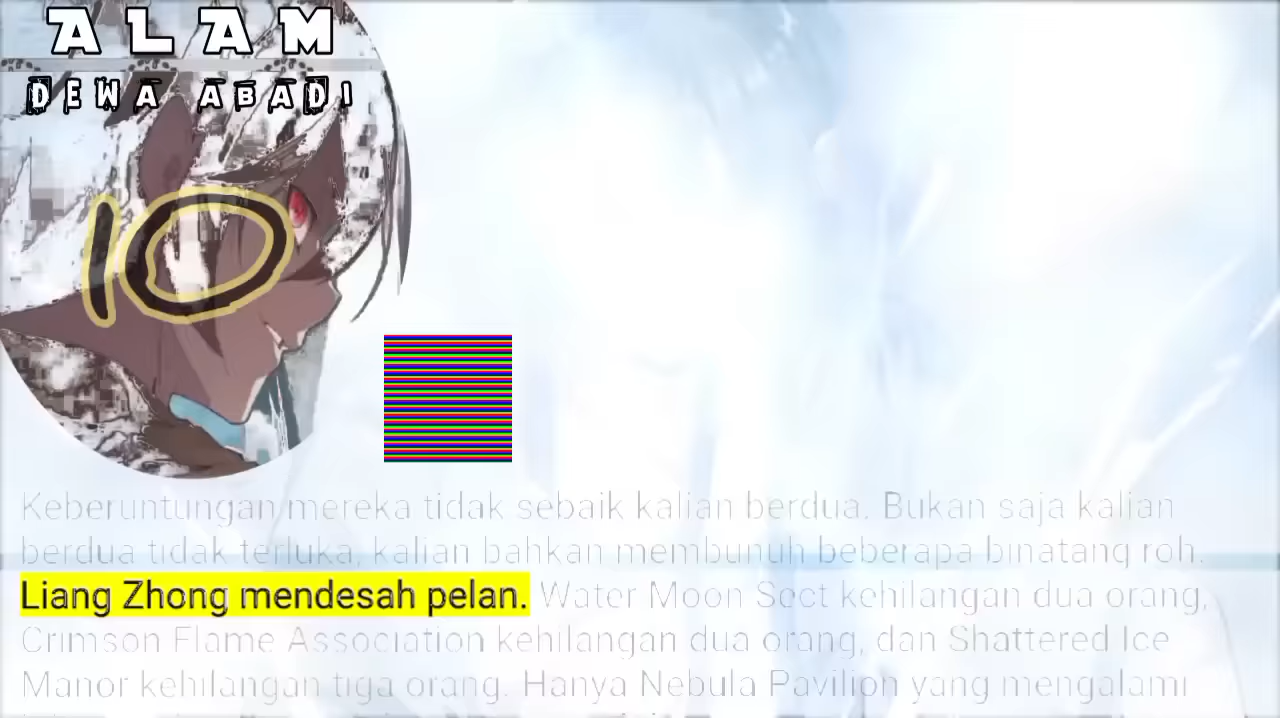 ALAM
DEWA ABADI
10
Keberuntungan mereka tidak sebaik kalian berdua. Bukan saja kalian
berdua tidak terluka, kalian bahkan membunuh beberapa binatang roh.
Liang Zhong mendesah pelan. Water Moon Sect kehilangan dua orang,
Crimson Flame Association kehilangan dua orang, dan Shattered Ice
Manor kehilangan tiga orang. Hanya Nebula Pavilion yang mengalami